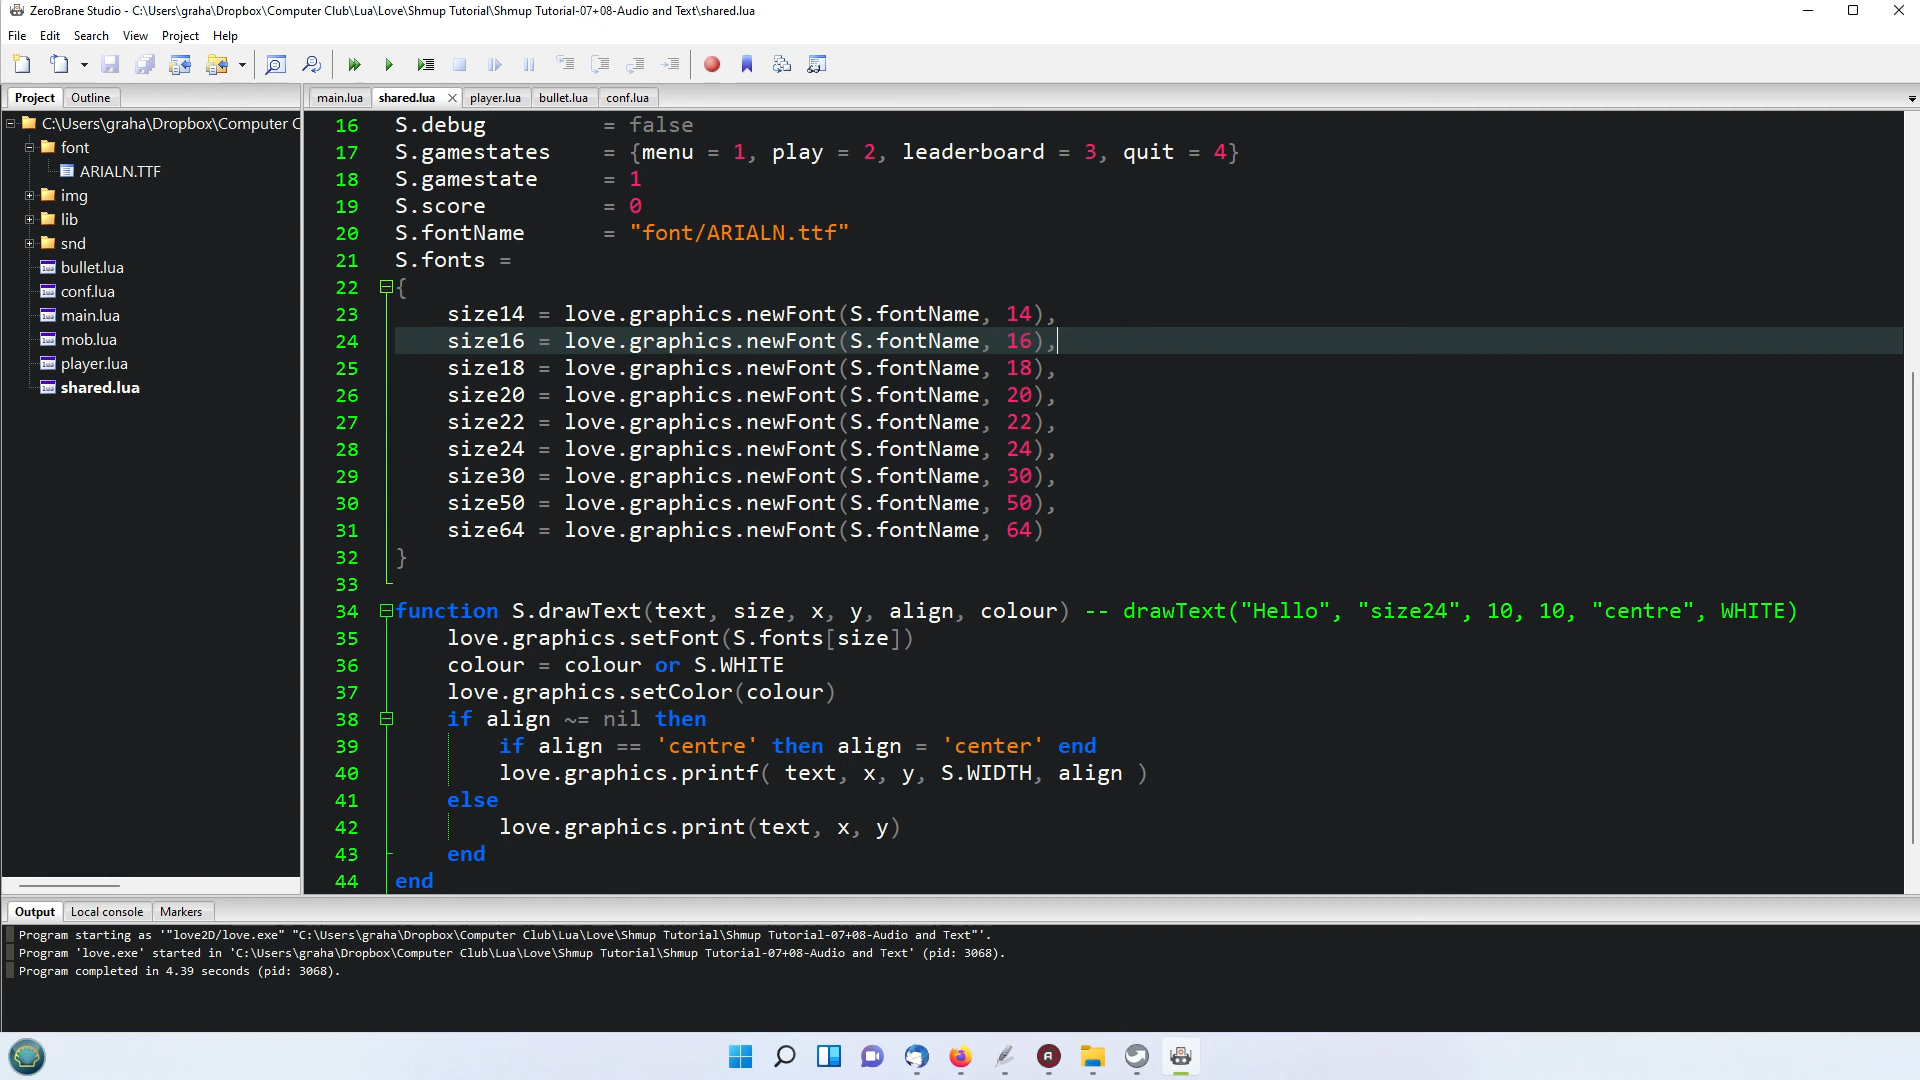 ZeroBrane Studio - C:\Users\graha\Dropbox\Computer Club\Lua\Love\Shmup Tutorial\Shmup Tutorial-07+08-Audio and Text\shared.lua
File Edit Search View Project Help
Project Outline
main.lua shared.lua player.lua bullet.lua conf.lua
C:\Users\graha\Dropbox\Computer C
font
ARIALN.TTF
img
lib
snd
bullet.lua
conf.lua
main.lua
mob.lua
player.lua
shared.lua
16 S.debug = false
17 S.gamestates = {menu = 1, play = 2, leaderboard = 3, quit = 4}
18 S.gamestate = 1
19 S.score = 0
20 S.fontName = "font/ARIALN.ttf"
21 S.fonts =
22 {
23 size14 = love.graphics.newFont(S.fontName, 14),
24 size16 = love.graphics.newFont(S.fontName, 16),
25 size18 = love.graphics.newFont(S.fontName, 18),
26 size20 = love.graphics.newFont(S.fontName, 20),
27 size22 = love.graphics.newFont(S.fontName, 22),
28 size24 = love.graphics.newFont(S.fontName, 24),
29 size30 = love.graphics.newFont(S.fontName, 30),
30 size50 = love.graphics.newFont(S.fontName, 50),
31 size64 = love.graphics.newFont(S.fontName, 64)
32 }
33
34 function S.drawText(text, size, x, y, align, colour) -- drawText("Hello", "size24", 10, 10, "centre", WHITE)
35 love.graphics.setFont(S.fonts[size])
36 colour = colour or S.WHITE
37 love.graphics.setColor(colour)
38 if align ~= nil then
39 if align == 'centre' then align = 'center' end
40 love.graphics.printf( text, x, y, S.WIDTH, align )
41 else
42 love.graphics.print(text, x, y)
43 end
44 end
Output Local console Markers
Program starting as '"love2D/love.exe" "C:\Users\graha\Dropbox\Computer Club\Lua\Love\Shmup Tutorial\Shmup Tutorial-07+08-Audio and Text"'.
Program 'love.exe' started in 'C:\Users\graha\Dropbox\Computer Club\Lua\Love\Shmup Tutorial\Shmup Tutorial-07+08-Audio and Text' (pid: 3068).
Program completed in 4.39 seconds (pid: 3068).